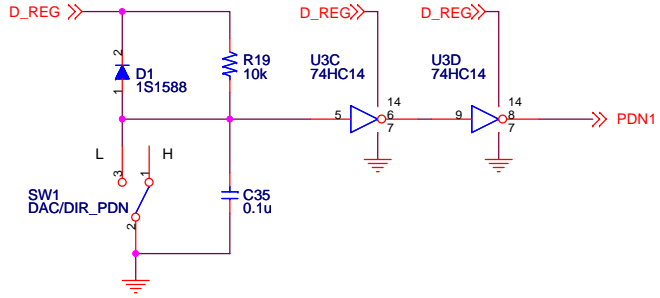 D_REG
D_REG
D_REG
2
D1
1S1588
1
R19
10k
U3C
74HC14
U3D
74HC14
14
5
6
7
14
9
8
7
PDN1
L
H
3
1
SW1
DAC/DIR_PDN
2
C35
0.1u